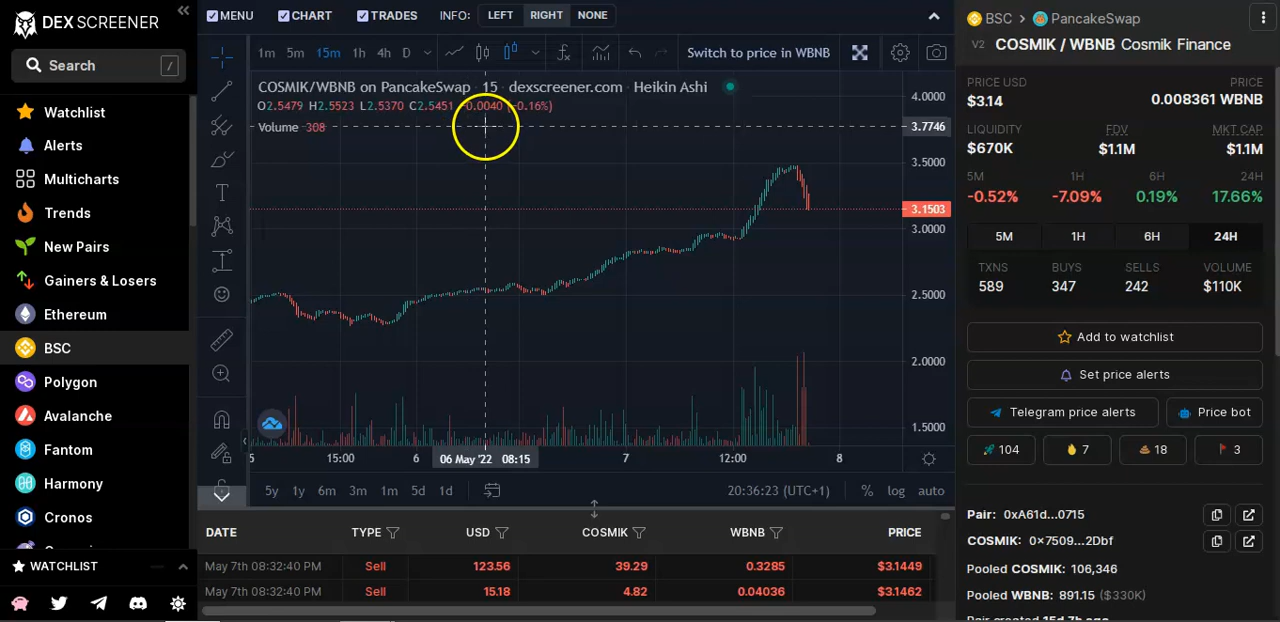 DEX SCREENER
Search /
Watchlist
Alerts
Multicharts
Trends
New Pairs
Gainers & Losers
Ethereum
BSC
Polygon
Avalanche
Fantom
Harmony
Cronos
WATCHLIST
MENU CHART TRADES INFO: LEFT RIGHT NONE
1m 5m 15m 1h 4h D Switch to price in WBNB
COSMIK/WBNB on PancakeSwap 15 dexscreener.com Heikin Ashi
O2.5479 H2.5523 L2.5370 C2.5451 -0.0040 (-0.16%)
Volume 308
4.0000
3.7746
3.5000
3.1503
3.0000
2.5000
2.0000
1.5000
5 15:00 6 06 May '22 08:15 7 12:00 8
5y 1y 6m 3m 1m 5d 1d 20:36:23 (UTC+1) % log auto
DATE TYPE USD COSMIK WBNB PRICE
May 7th 08:32:40 PM Sell 123.56 39.29 0.3285 $3.1449
May 7th 08:32:40 PM Sell 15.18 4.82 0.04036 $3.1462
BSC > PancakeSwap
V2 COSMIK / WBNB Cosmik Finance
PRICE USD PRICE
$3.14 0.008361 WBNB
LIQUIDITY FDV MKT CAP
$670K $1.1M $1.1M
5M 1H 6H 24H
-0.52% -7.09% 0.19% 17.66%
5M 1H 6H 24H
TXNS BUYS SELLS VOLUME
589 347 242 $110K
Add to watchlist
Set price alerts
Telegram price alerts Price bot
104 7 18 3
Pair: 0xA61d...0715
COSMIK: 0x7509...2Dbf
Pooled COSMIK: 106,346
Pooled WBNB: 891.15 ($330K)
Pair created 15d 7h ago